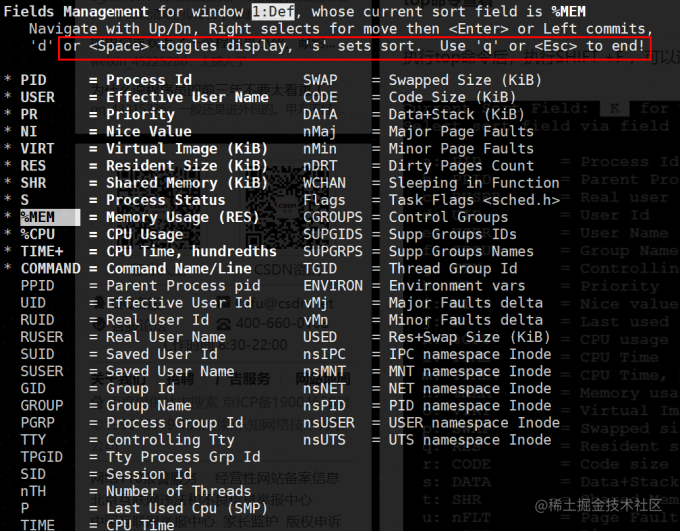 Fields Management for window 1:Def, whose current sort field is %MEM
Navigate with Up/Dn, Right selects for move then <Enter> or Left commits,
'd' or <Space> toggles display, 's' sets sort. Use 'q' or <Esc> to end!
* PID = Process Id SWAP = Swapped Size (KiB)
* USER = Effective User Name CODE = Code Size (KiB)
* PR = Priority DATA = Data+Stack (KiB)
* NI = Nice Value nMaj = Major Page Faults
* VIRT = Virtual Image (KiB) nMin = Minor Page Faults
* RES = Resident Size (KiB) nDRT = Dirty Pages Count
* SHR = Shared Memory (KiB) WCHAN = Sleeping in Function
* S = Process Status Flags = Task Flags <sched.h>
* %MEM = Memory Usage (RES) CGROUPS = Control Groups
* %CPU = CPU Usage SUPGIDS = Supp Groups IDs
* TIME+ = CPU Time, hundredths SUPGRPS = Supp Groups Names
* COMMAND = Command Name/Line TGID = Thread Group Id
PPID = Parent Process pid ENVIRON = Environment vars
UID = Effective User Id vMj = Major Faults delta
RUID = Real User Id vMn = Minor Faults delta
RUSER = Real User Name USED = Res+Swap Size (KiB)
SUID = Saved User Id nsIPC = IPC namespace Inode
SUSER = Saved User Name nsMNT = MNT namespace Inode
GID = Group Id nsNET = NET namespace Inode
GROUP = Group Name nsPID = PID namespace Inode
PGRP = Process Group Id nsUSER = USER namespace Inode
TTY = Controlling Tty nsUTS = UTS namespace Inode
TPGID = Tty Process Grp Id
SID = Session Id
nTH = Number of Threads
P = Last Used Cpu (SMP)
TIME = CPU Time
@稀土掘金技术社区